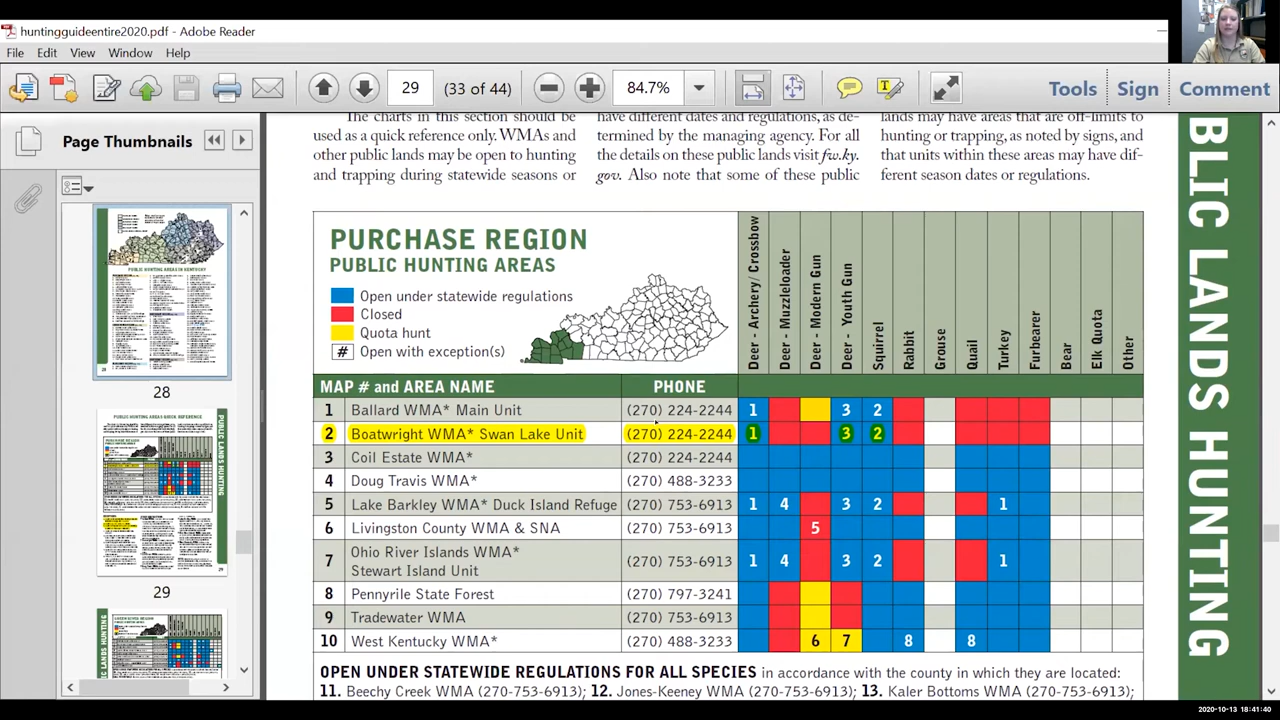 huntingguideentire2020.pdf - Adobe Reader
File Edit View Window Help
29 (33 of 44) 84.7% Tools Sign Comment
Page Thumbnails
28
29
The charts in this section should be
used as a quick reference only. WMAs and
other public lands may be open to hunting
and trapping during statewide seasons or
have different dates and regulations, as de-
termined by the managing agency. For all
the details on these public lands visit fw.ky.
gov. Also note that some of these public
lands may have areas that are off-limits to
hunting or trapping, as noted by signs, and
that units within these areas may have dif-
ferent season dates or regulations.
PURCHASE REGION
PUBLIC HUNTING AREAS
Open under statewide regulations
Closed
Quota hunt
# Open with exception(s)
Deer - Archery/ Crossbow
Deer - Muzzleloader
Deer - Modern Gun
Deer - Youth Gun
Squirrel
Rabbit
Grouse
Quail
Turkey
Furbearer
Bear
Elk Quota
Other
MAP # and AREA NAME PHONE
1 Ballard WMA* Main Unit (270) 224-2244 1 3 2
2 Boatwright WMA* Swan Lake Unit (270) 224-2244 1 3 2
3 Coil Estate WMA* (270) 224-2244
4 Doug Travis WMA* (270) 488-3233
5 Lake Barkley WMA* Duck Island Refuge (270) 753-6913 1 4 3 2 1
6 Livingston County WMA & SNA (270) 753-6913 5
7 Ohio River Islands WMA*
Stewart Island Unit (270) 753-6913 1 4 3 2 1
8 Pennyrile State Forest (270) 797-3241
9 Tradewater WMA (270) 753-6913
10 West Kentucky WMA* (270) 488-3233 6 7 8 8
OPEN UNDER STATEWIDE REGULATIONS FOR ALL SPECIES in accordance with the county in which they are located:
11. Beechy Creek WMA (270-753-6913); 12. Jones-Keeney WMA (270-753-6913); 13. Kaler Bottoms WMA (270-753-6913);
BLIC LANDS HUNTING
2020-10-13 18:41:40